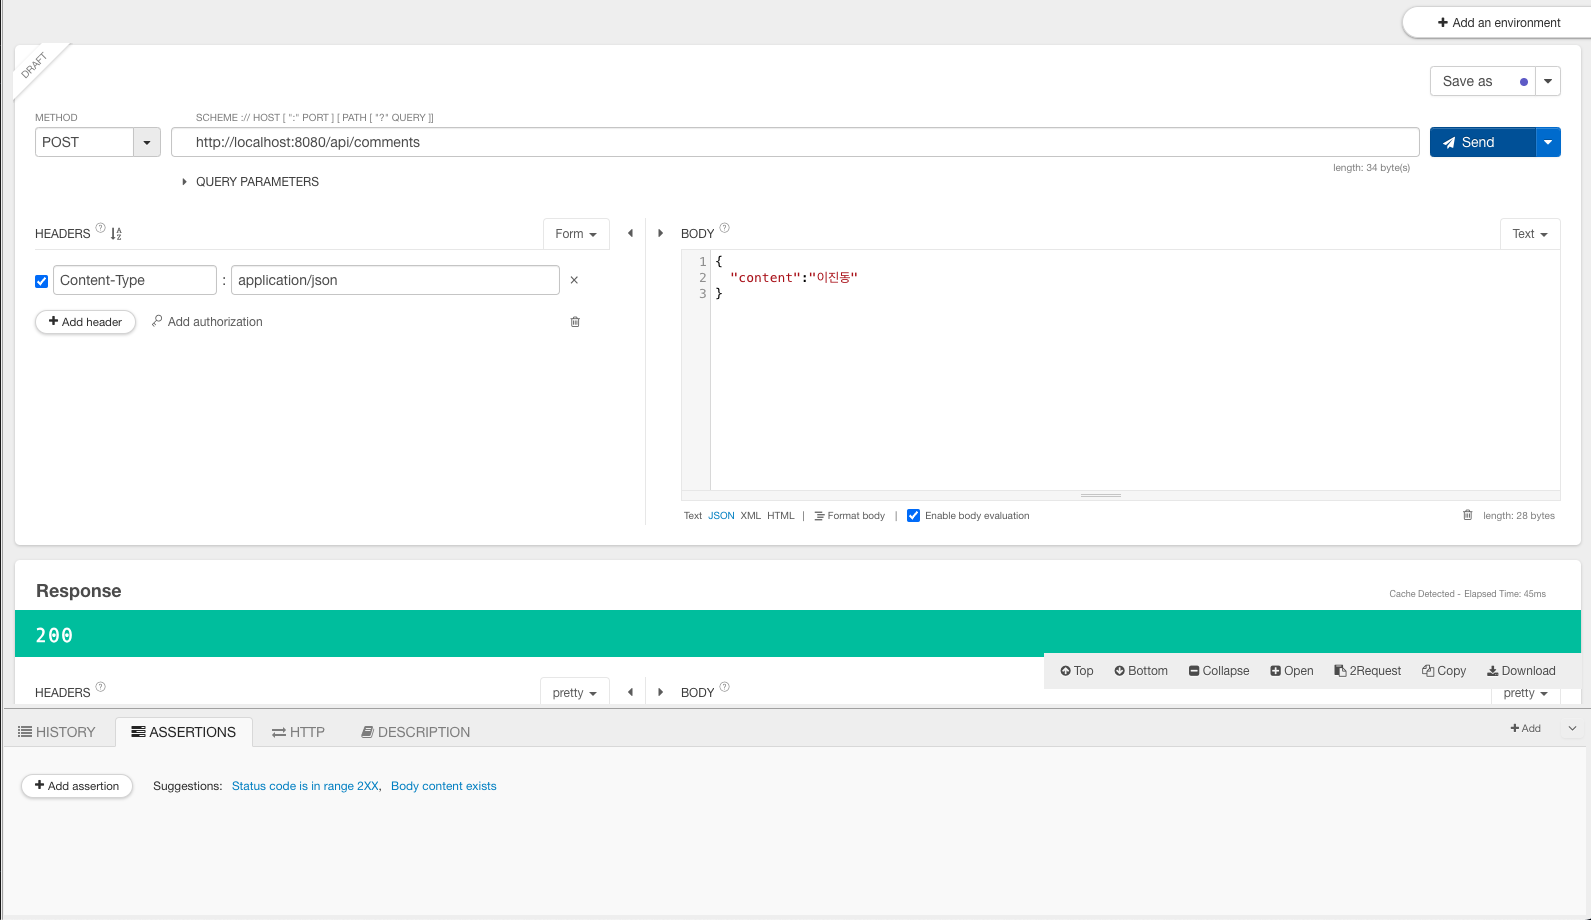 + Add an environment
DRAFT
Save as
METHOD
SCHEME :// HOST [ ":" PORT ] [ PATH [ "?" QUERY ]]
POST
http://localhost:8080/api/comments
Send
length: 34 byte(s)
QUERY PARAMETERS
HEADERS ?
Form
BODY ?
Text
Content-Type : application/json ×
+ Add header
Add authorization
1 {
2 "content":"이진동"
3 }
Text JSON XML HTML | Format body | Enable body evaluation
length: 28 bytes
Response
Cache Detected - Elapsed Time: 45ms
200
Top Bottom Collapse Open 2Request Copy Download
HEADERS ?
pretty
BODY ?
pretty
HISTORY ASSERTIONS HTTP DESCRIPTION
+ Add
+ Add assertion
Suggestions: Status code is in range 2XX, Body content exists